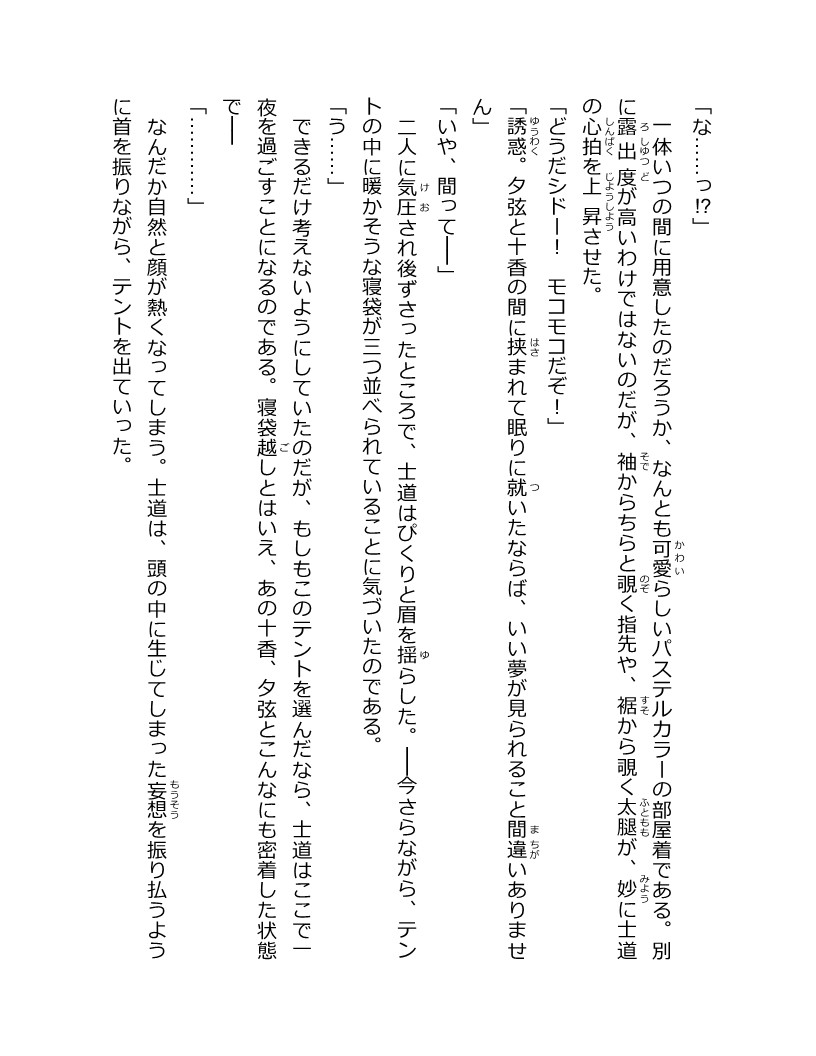 「な……っ!?」
　一体いつの間に用意したのだろうか、なんとも可愛らしいパステルカラーの部屋着である。別
に露出度が高いわけではないのだが、袖からちらと覗く指先や、裾から覗く太腿が、妙に士道
の心拍を上昇させた。
「どうだシドー！　モコモコだぞ！」
「誘惑。夕弦と十香の間に挟まれて眠りに就いたならば、いい夢が見られること間違いありませ
ん」
「いや、間って――」
　二人に気圧され後ずさったところで、士道はぴくりと眉を揺らした。――今さらながら、テン
トの中に暖かそうな寝袋が三つ並べられていることに気づいたのである。
「う……」
　できるだけ考えないようにしていたのだが、もしもこのテントを選んだなら、士道はここで一
夜を過ごすことになるのである。寝袋越しとはいえ、あの十香、夕弦とこんなにも密着した状態
で――
「…………」
　なんだか自然と顔が熱くなってしまう。士道は、頭の中に生じてしまった妄想を振り払うよう
に首を振りながら、テントを出ていった。